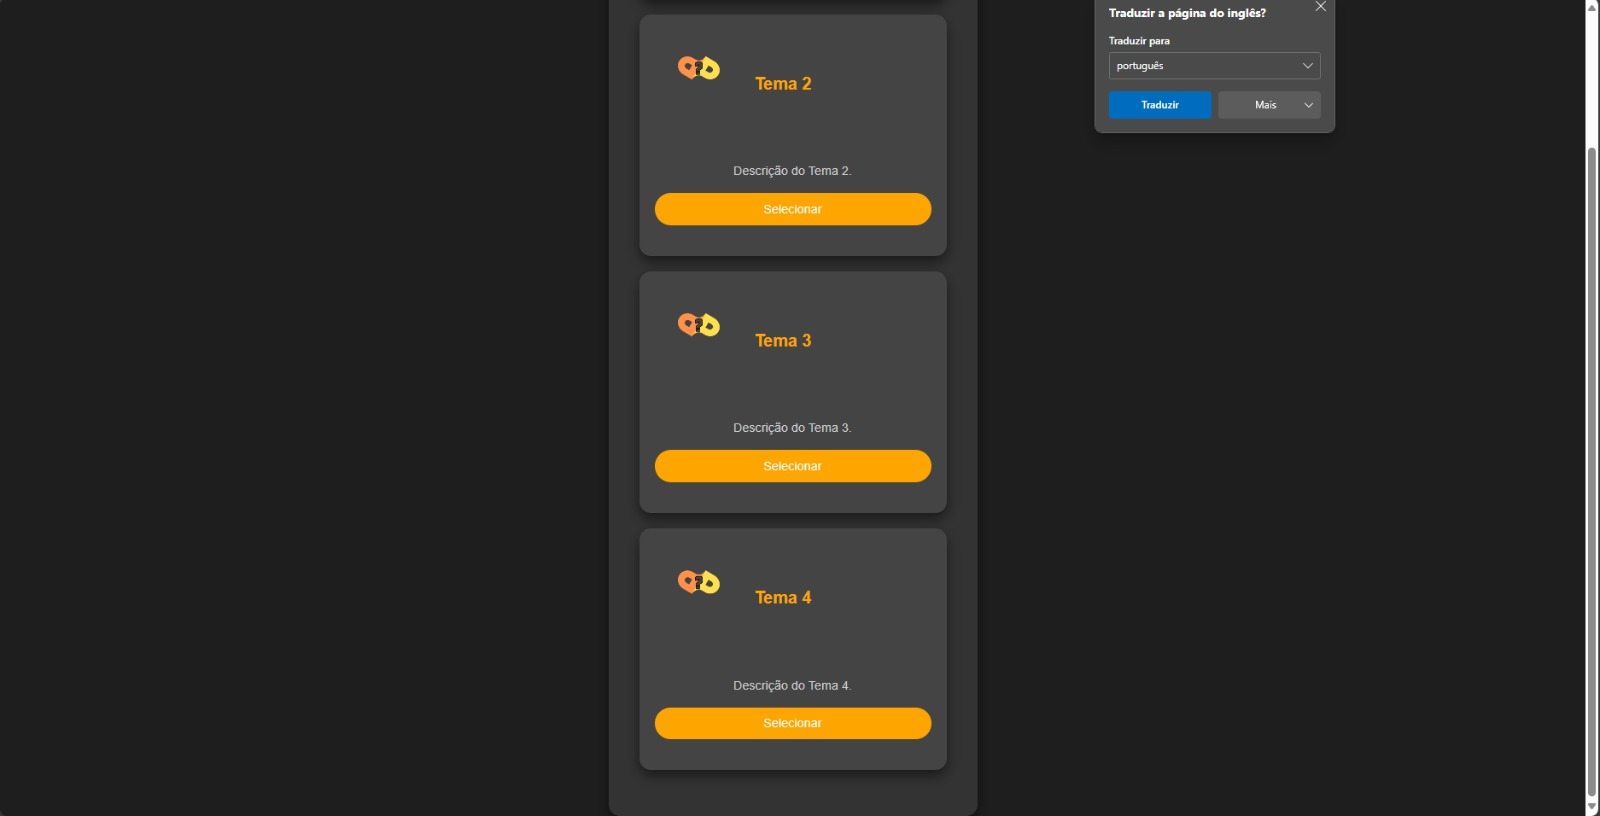 Traduzir a página do inglês?
Traduzir para
português
Traduzir
Mais
Tema 2
Descrição do Tema 2.
Selecionar
Tema 3
Descrição do Tema 3.
Selecionar
Tema 4
Descrição do Tema 4.
Selecionar